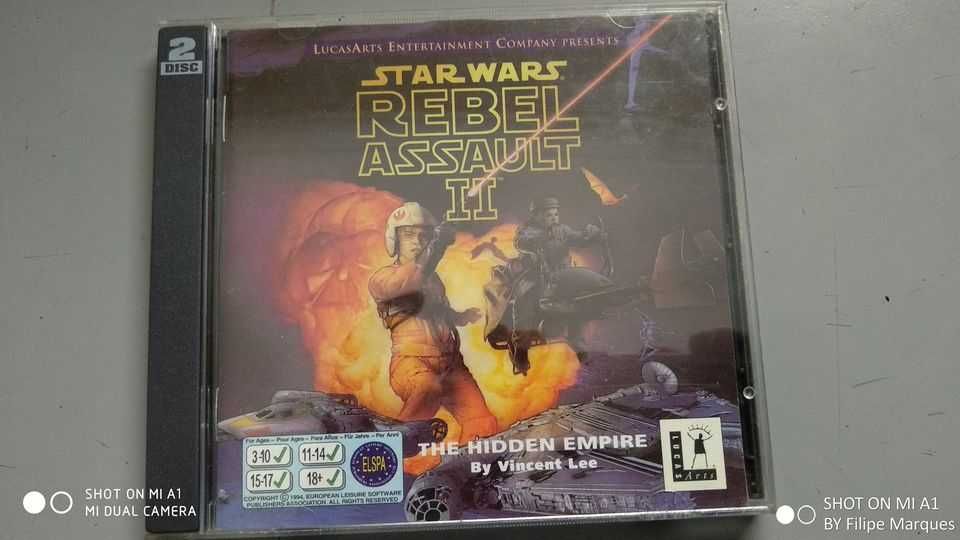 2
DISC
LUCASARTS ENTERTAINMENT COMPANY PRESENTS
STAR WARS
REBEL
ASSAULT
II™
THE HIDDEN EMPIRE
By Vincent Lee
For Ages – Pour Ages – Para Años – Für Jahre – Per Anni
3-10 11-14
15-17 18+
ELSPA
COPYRIGHT © 1994, EUROPEAN LEISURE SOFTWARE
PUBLISHERS ASSOCIATION. ALL RIGHTS RESERVED
LUCAS
Arts
SHOT ON MI A1
MI DUAL CAMERA
SHOT ON MI A1
BY Filipe Marques